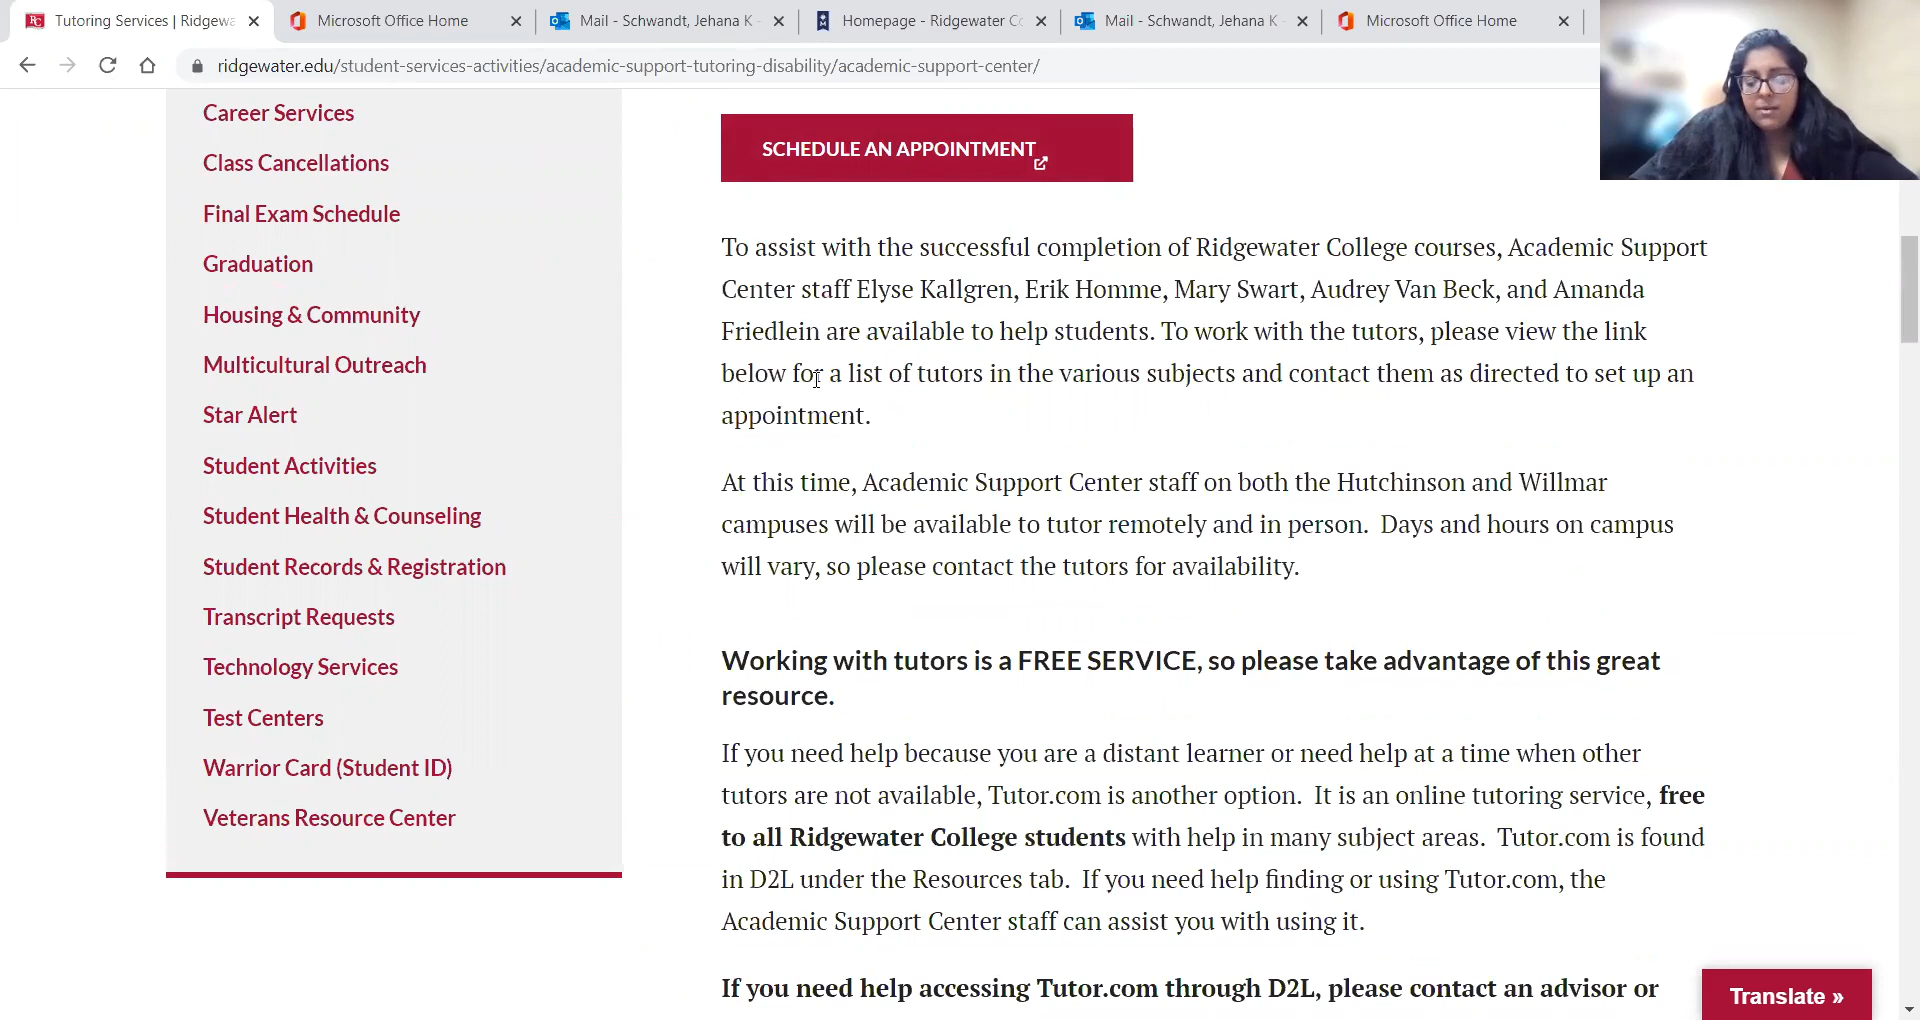 Tutoring Services | Ridgewa
Microsoft Office Home
Mail - Schwandt, Jehana K -
Homepage - Ridgewater Co
Mail - Schwandt, Jehana K -
Microsoft Office Home
ridgewater.edu/student-services-activities/academic-support-tutoring-disability/academic-support-center/
Career Services
Class Cancellations
Final Exam Schedule
Graduation
Housing & Community
Multicultural Outreach
Star Alert
Student Activities
Student Health & Counseling
Student Records & Registration
Transcript Requests
Technology Services
Test Centers
Warrior Card (Student ID)
Veterans Resource Center
SCHEDULE AN APPOINTMENT
To assist with the successful completion of Ridgewater College courses, Academic Support
Center staff Elyse Kallgren, Erik Homme, Mary Swart, Audrey Van Beck, and Amanda
Friedlein are available to help students. To work with the tutors, please view the link
below for a list of tutors in the various subjects and contact them as directed to set up an
appointment.
At this time, Academic Support Center staff on both the Hutchinson and Willmar
campuses will be available to tutor remotely and in person. Days and hours on campus
will vary, so please contact the tutors for availability.
Working with tutors is a FREE SERVICE, so please take advantage of this great
resource.
If you need help because you are a distant learner or need help at a time when other
tutors are not available, Tutor.com is another option. It is an online tutoring service, free
to all Ridgewater College students with help in many subject areas. Tutor.com is found
in D2L under the Resources tab. If you need help finding or using Tutor.com, the
Academic Support Center staff can assist you with using it.
If you need help accessing Tutor.com through D2L, please contact an advisor or
Translate »